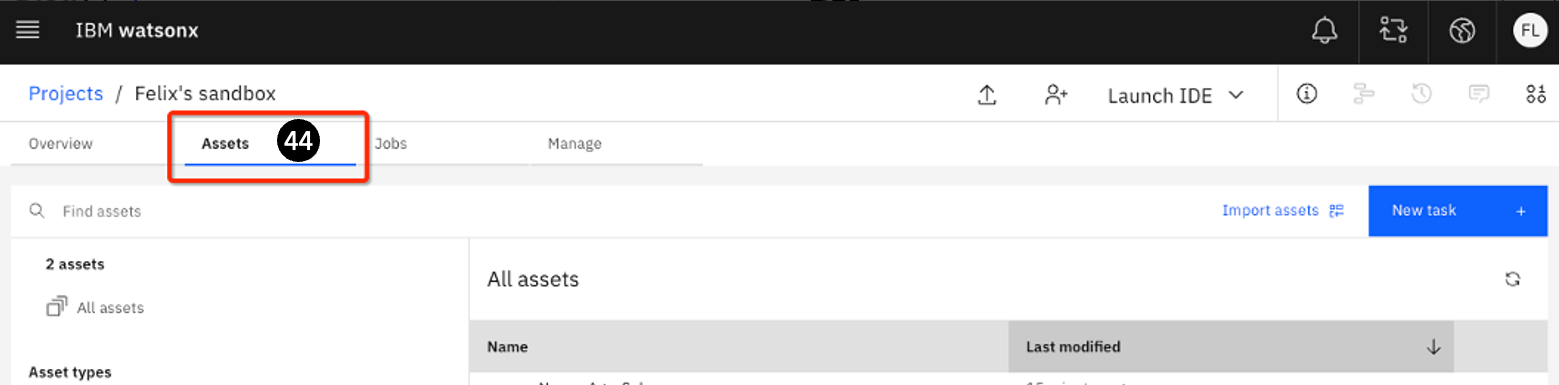 IBM watsonx
FL
Projects / Felix's sandbox
Launch IDE
Overview
Assets
44
Jobs
Manage
Find assets
Import assets
New task +
2 assets
All assets
All assets
Name
Last modified
Asset types